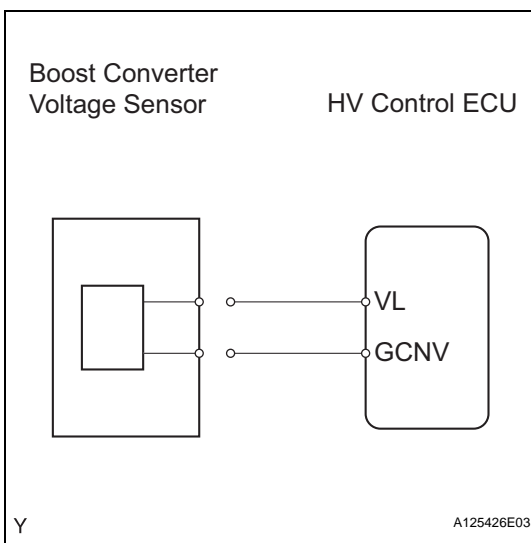 Boost Converter
Voltage Sensor
HV Control ECU
VL
GCNV
Y
A125426E03